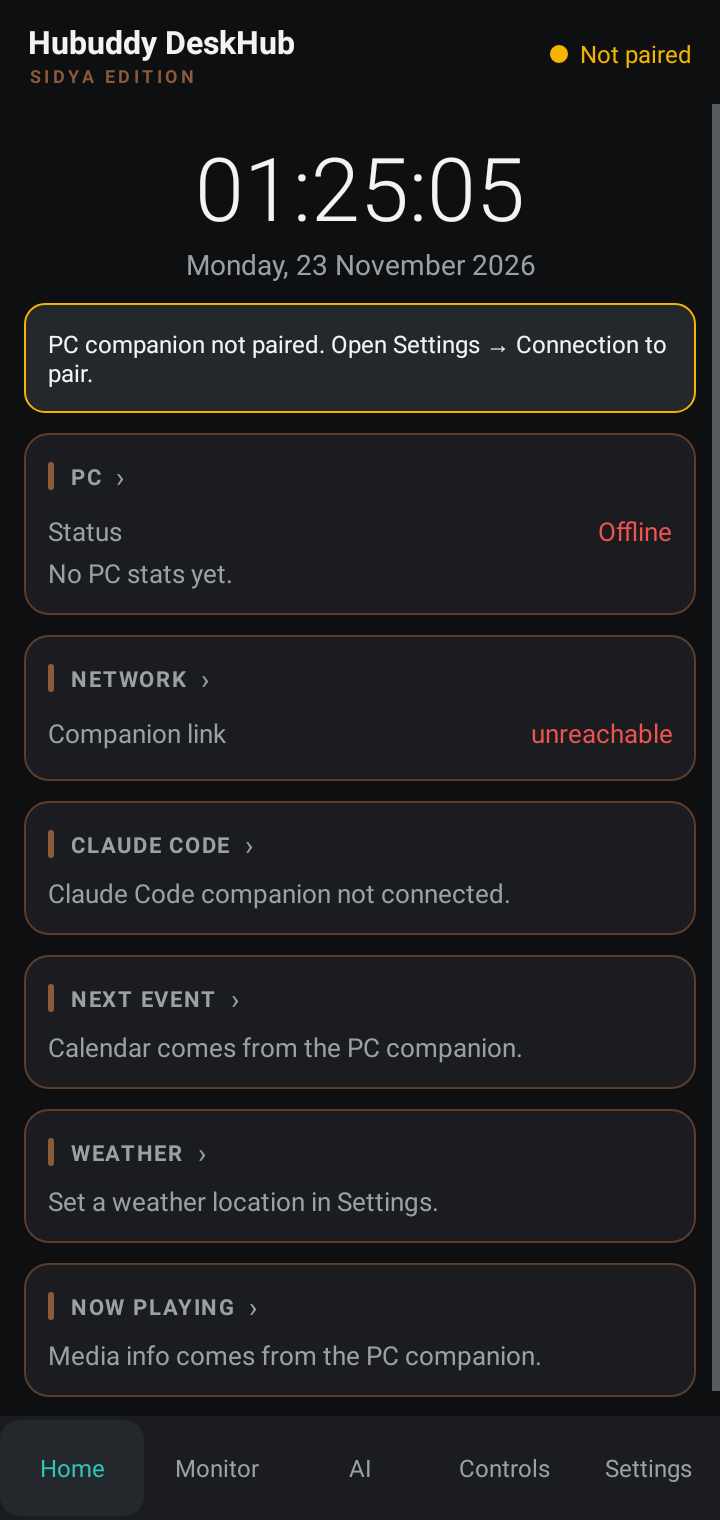 Hubuddy DeskHub
SIDYA EDITION
Not paired
01:25:05
Monday, 23 November 2026
PC companion not paired. Open Settings → Connection to
pair.
PC ›
Status Offline
No PC stats yet.
NETWORK ›
Companion link unreachable
CLAUDE CODE ›
Claude Code companion not connected.
NEXT EVENT ›
Calendar comes from the PC companion.
WEATHER ›
Set a weather location in Settings.
NOW PLAYING ›
Media info comes from the PC companion.
Home Monitor AI Controls Settings